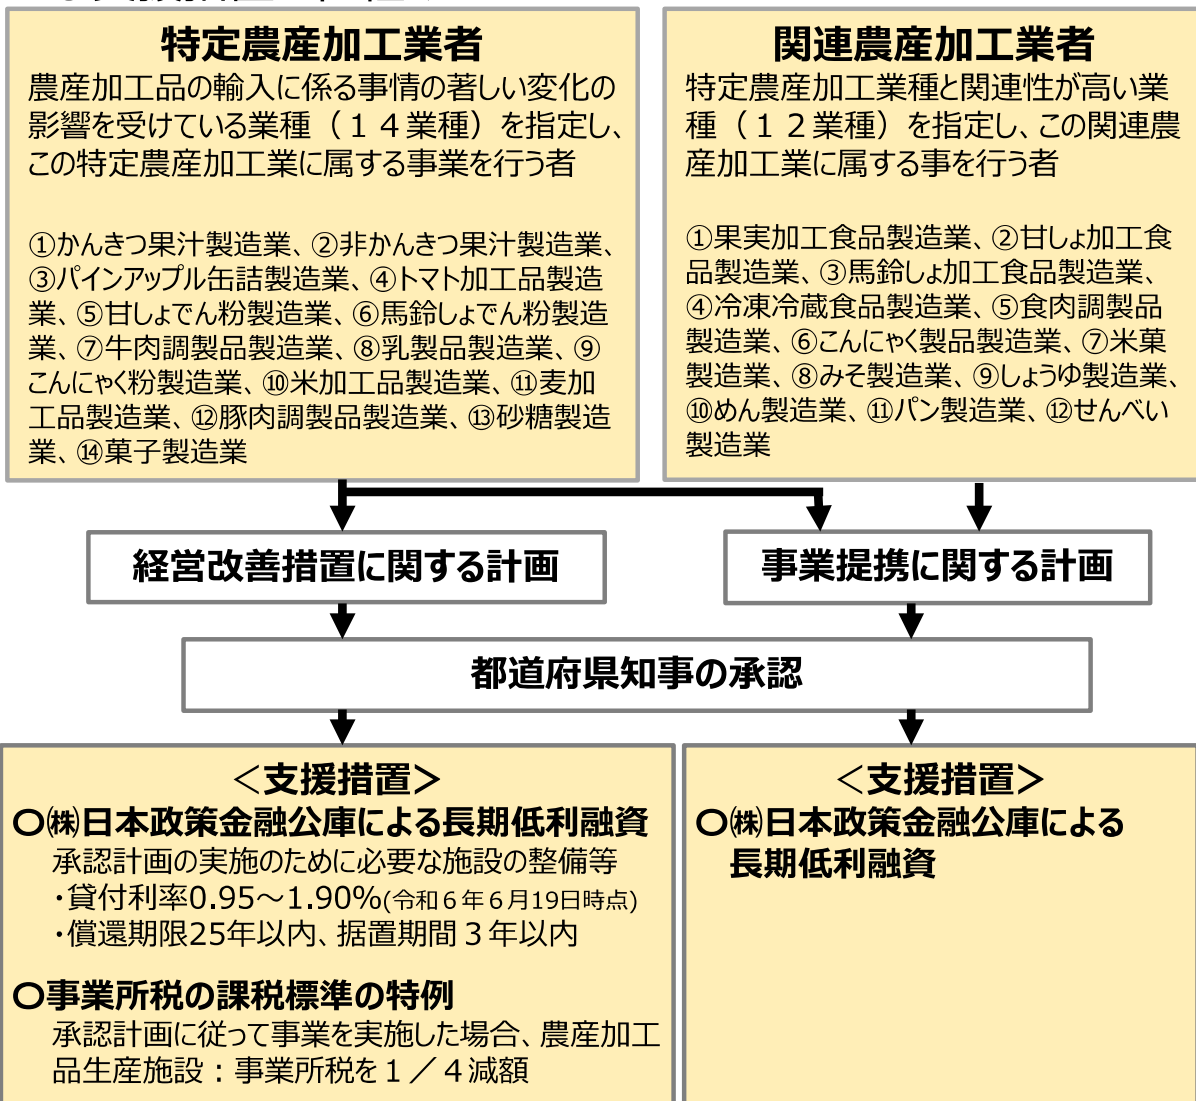 特定農産加工業者
農産加工品の輸入に係る事情の著しい変化の
影響を受けている業種（１４業種）を指定し、
この特定農産加工業に属する事業を行う者
①かんきつ果汁製造業、②非かんきつ果汁製造業、
③パインアップル缶詰製造業、④トマト加工品製造
業、⑤甘しょでん粉製造業、⑥馬鈴しょでん粉製造
業、⑦牛肉調製品製造業、⑧乳製品製造業、⑨
こんにゃく粉製造業、⑩米加工品製造業、⑪麦加
工品製造業、⑫豚肉調製品製造業、⑬砂糖製造
業、⑭菓子製造業
関連農産加工業者
特定農産加工業種と関連性が高い業
種（１２業種）を指定し、この関連農
産加工業に属する事を行う者
①果実加工食品製造業、②甘しょ加工食
品製造業、③馬鈴しょ加工食品製造業、
④冷凍冷蔵食品製造業、⑤食肉調製品
製造業、⑥こんにゃく製品製造業、⑦米菓
製造業、⑧みそ製造業、⑨しょうゆ製造業、
⑩めん製造業、⑪パン製造業、⑫せんべい
製造業
経営改善措置に関する計画
事業提携に関する計画
都道府県知事の承認
＜支援措置＞
〇㈱日本政策金融公庫による長期低利融資
承認計画の実施のために必要な施設の整備等
・貸付利率0.95～1.90%(令和６年６月19日時点)
・償還期限25年以内、据置期間３年以内
〇事業所税の課税標準の特例
承認計画に従って事業を実施した場合、農産加工
品生産施設：事業所税を１／４減額
＜支援措置＞
〇㈱日本政策金融公庫による
長期低利融資